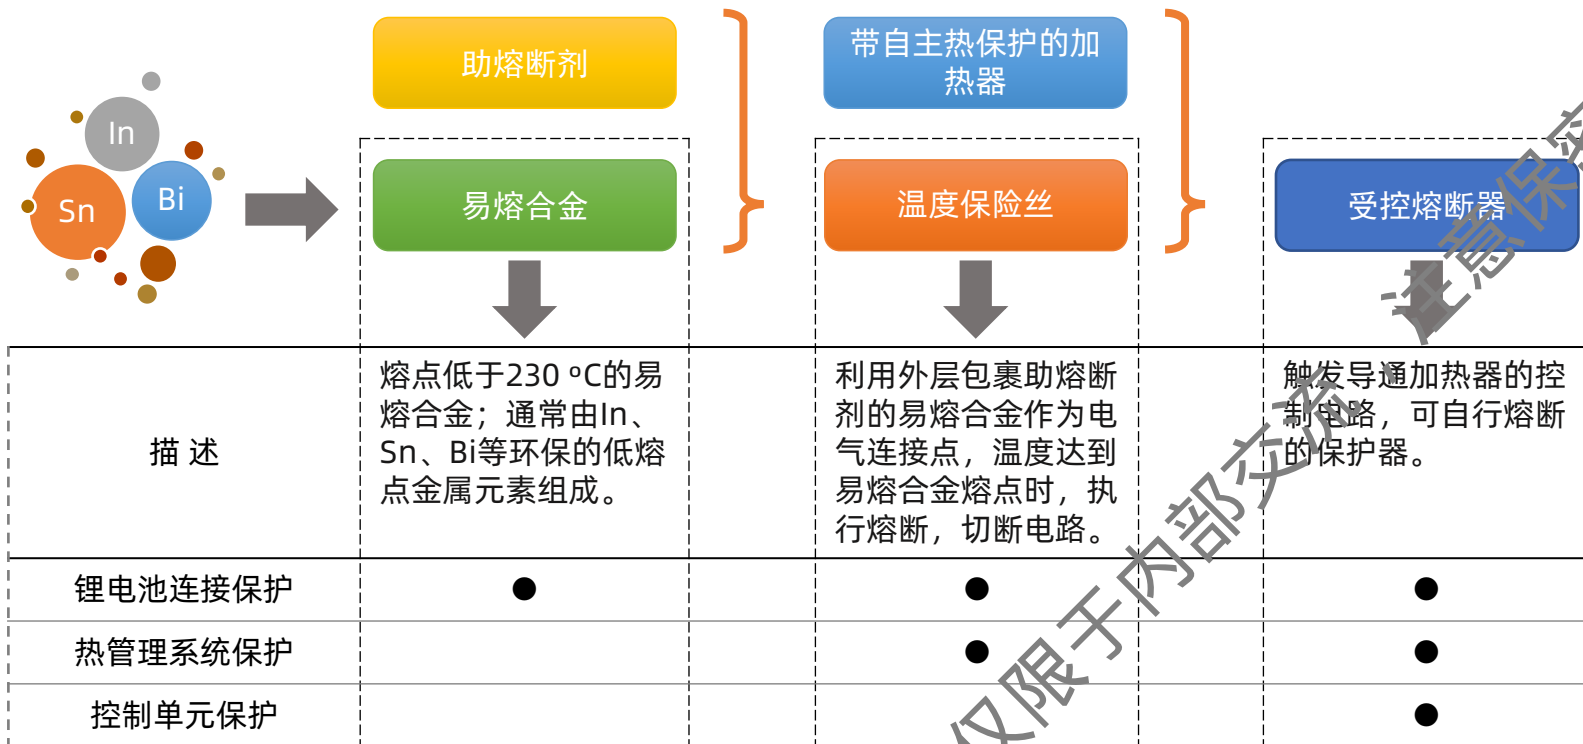 助熔断剂
带自主热保护的加
热器
In
Sn
Bi
易熔合金
温度保险丝
受控熔断器
描 述
熔点低于230 ºC的易
熔合金；通常由In、
Sn、Bi等环保的低熔
点金属元素组成。
利用外层包裹助熔断
剂的易熔合金作为电
气连接点，温度达到
易熔合金熔点时，执
行熔断，切断电路。
触发导通加热器的控
制电路，可自行熔断
的保护器。
锂电池连接保护
热管理系统保护
控制单元保护
仅限于内部交流，注意保密